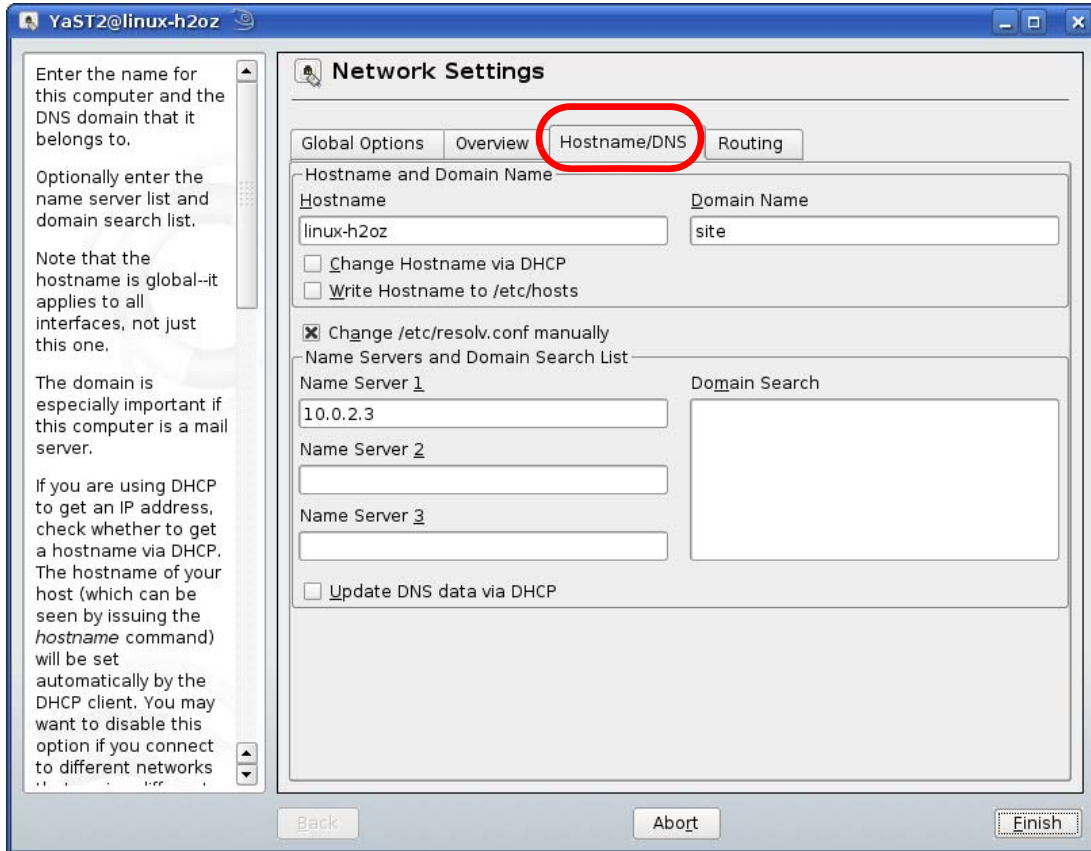 YaST2@linux-h2oz
Enter the name for
this computer and the
DNS domain that it
belongs to.
Optionally enter the
name server list and
domain search list.
Note that the
hostname is global--it
applies to all
interfaces, not just
this one.
The domain is
especially important if
this computer is a mail
server.
If you are using DHCP
to get an IP address,
check whether to get
a hostname via DHCP.
The hostname of your
host (which can be
seen by issuing the
hostname command)
will be set
automatically by the
DHCP client. You may
want to disable this
option if you connect
to different networks
Network Settings
Global Options Overview Hostname/DNS Routing
Hostname and Domain Name
Hostname Domain Name
linux-h2oz site
Change Hostname via DHCP
Write Hostname to /etc/hosts
Change /etc/resolv.conf manually
Name Servers and Domain Search List
Name Server 1 Domain Search
10.0.2.3
Name Server 2
Name Server 3
Update DNS data via DHCP
Back Abort Finish